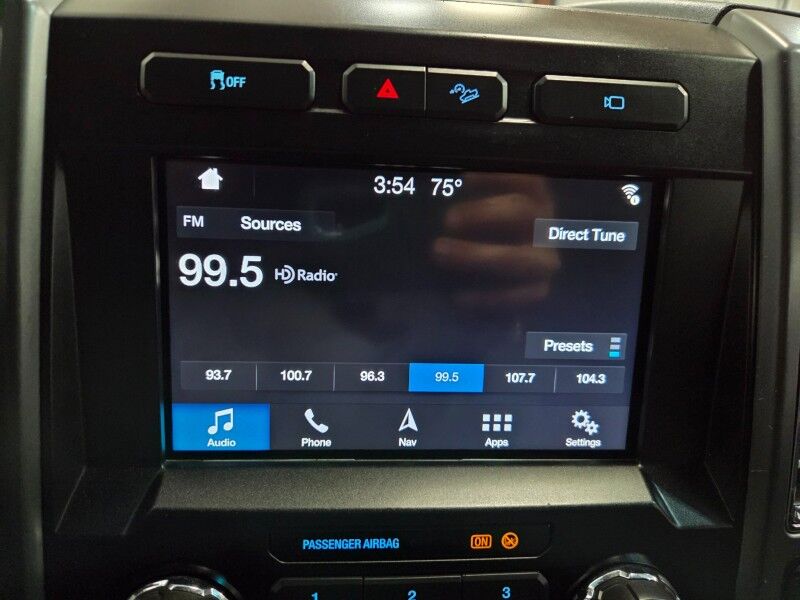 OFF
3:54 75°
FM Sources
Direct Tune
99.5 HD Radio
Presets
93.7 100.7 96.3 99.5 107.7 104.3
Audio Phone Nav Apps Settings
PASSENGER AIRBAG ON
1 2 3